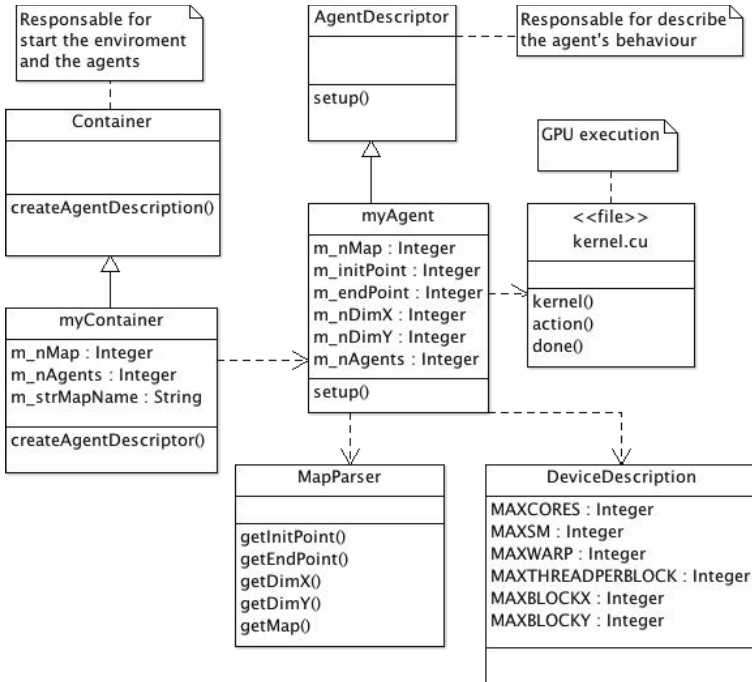 Responsable for
start the enviroment
and the agents
Container
createAgentDescription()
myContainer
m_nMap : Integer
m_nAgents : Integer
m_strMapName : String
createAgentDescriptor()
AgentDescriptor
setup()
Responsable for describe
the agent's behaviour
myAgent
m_nMap : Integer
m_initPoint : Integer
m_endPoint : Integer
m_nDimX : Integer
m_nDimY : Integer
m_nAgents : Integer
setup()
GPU execution
<<file>>
kernel.cu
kernel()
action()
done()
MapParser
getInitPoint()
getEndPoint()
getDimX()
getDimY()
getMap()
DeviceDescription
MAXCORES : Integer
MAXSM : Integer
MAXWARP : Integer
MAXTHREADPERBLOCK : Integer
MAXBLOCKX : Integer
MAXBLOCKY : Integer